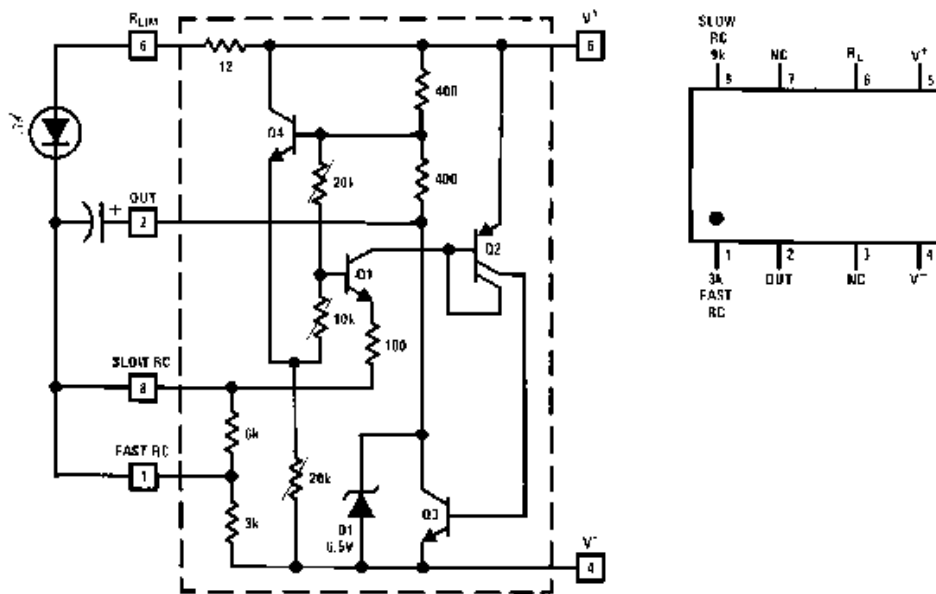 RLIM
6
12
V+
5
400
Q4
20k
400
OUT
+
2
Q2
Q1
10k
100
SLOW RC
8
6k
FAST RC
1
3k
20k
D1
6.5V
Q3
V-
4
SLOW
RC
9k
NC
RL
V+
8
7
6
5
1
2
3
4
3k
FAST
RC
OUT
NC
V-